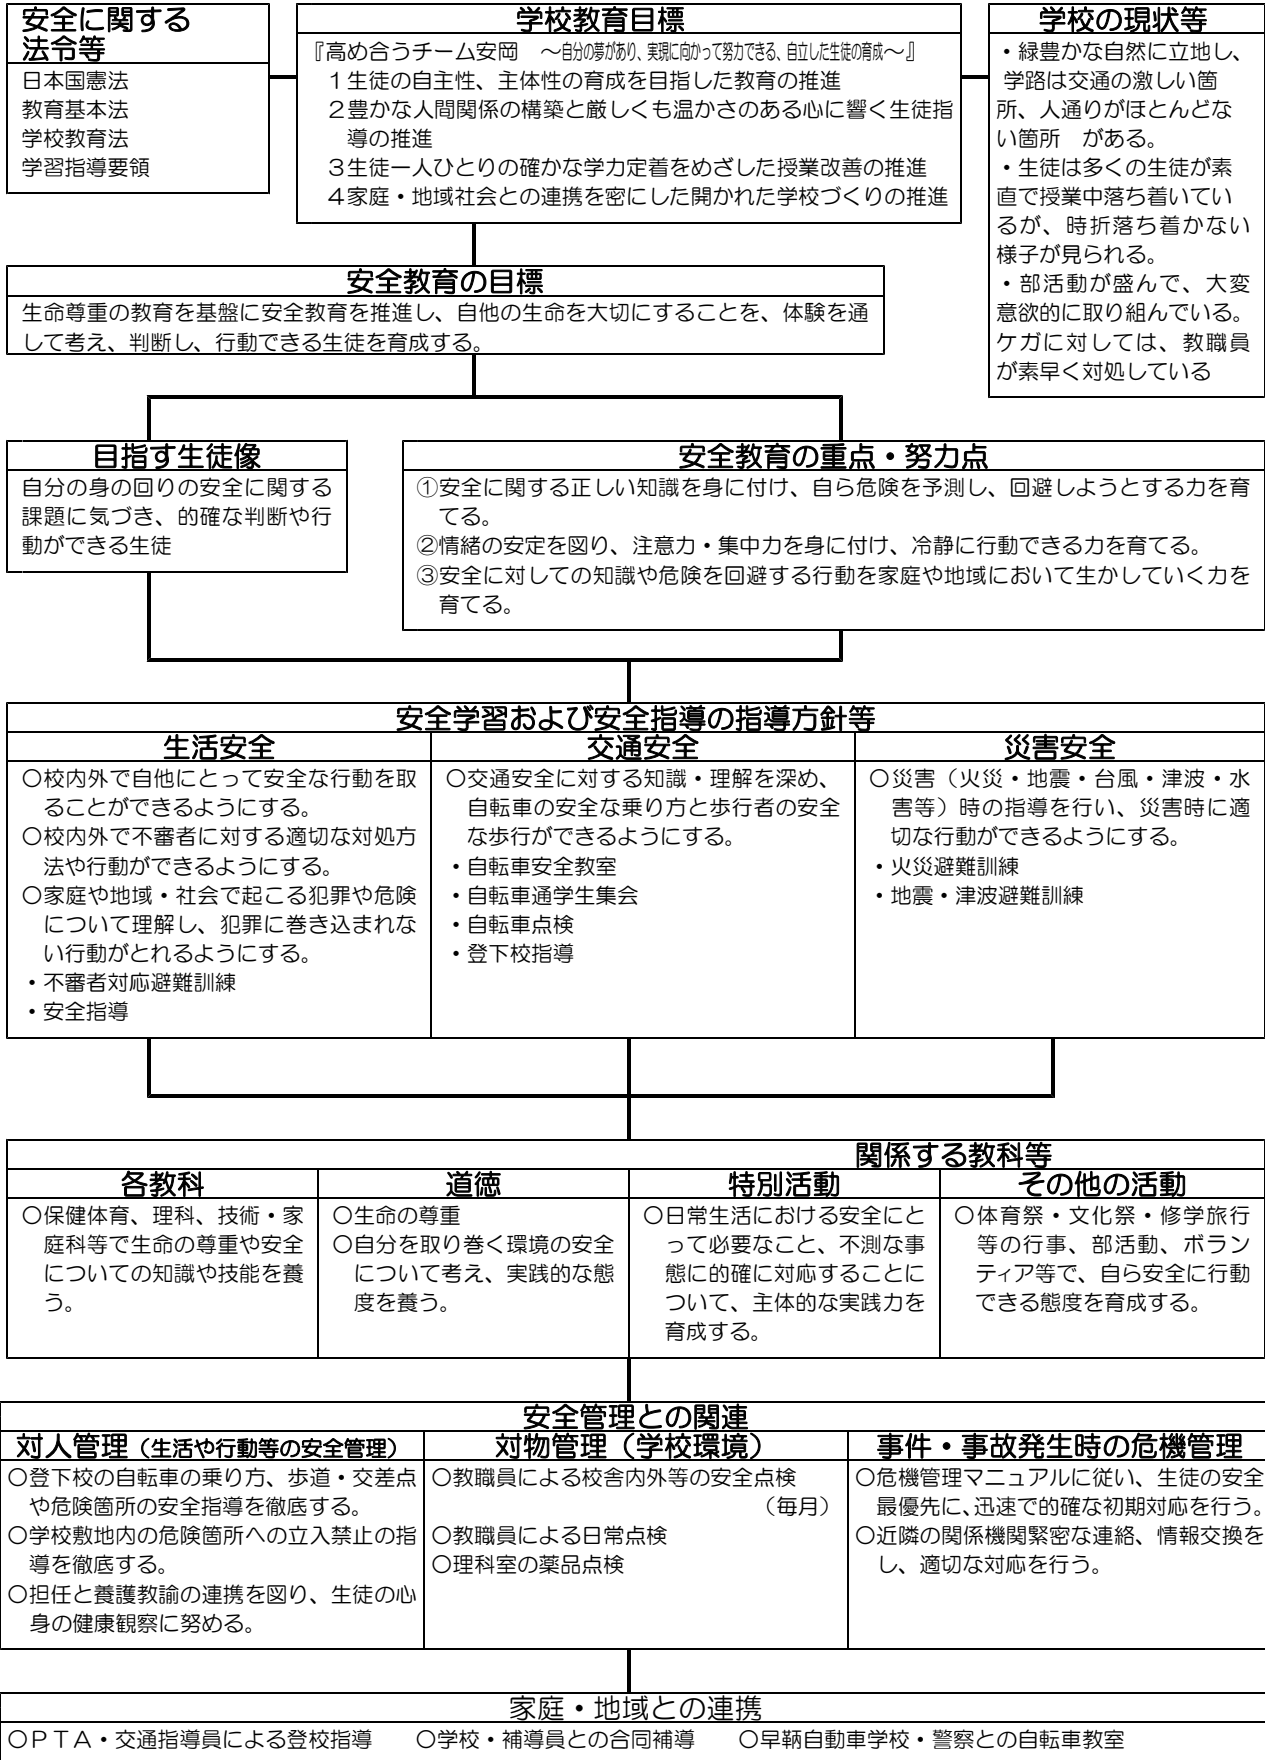 安全に関する
法令等
日本国憲法
教育基本法
学校教育法
学習指導要領
学校教育目標
『高め合うチーム安岡　～自分の夢があり、実現に向かって努力できる、自立した生徒の育成～』
１生徒の自主性、主体性の育成を目指した教育の推進
２豊かな人間関係の構築と厳しくも温かさのある心に響く生徒指
導の推進
３生徒一人ひとりの確かな学力定着をめざした授業改善の推進
４家庭・地域社会との連携を密にした開かれた学校づくりの推進
学校の現状等
・緑豊かな自然に立地し、
学路は交通の激しい箇
所、人通りがほとんどな
い箇所　がある。
・生徒は多くの生徒が素
直で授業中落ち着いてい
るが、時折落ち着かない
様子が見られる。
・部活動が盛んで、大変
意欲的に取り組んでいる。
ケガに対しては、教職員
が素早く対処している
安全教育の目標
生命尊重の教育を基盤に安全教育を推進し、自他の生命を大切にすることを、体験を通
して考え、判断し、行動できる生徒を育成する。
目指す生徒像
自分の身の回りの安全に関する
課題に気づき、的確な判断や行
動ができる生徒
安全教育の重点・努力点
①安全に関する正しい知識を身に付け、自ら危険を予測し、回避しようとする力を育
てる。
②情緒の安定を図り、注意力・集中力を身に付け、冷静に行動できる力を育てる。
③安全に対しての知識や危険を回避する行動を家庭や地域において生かしていく力を
育てる。
安全学習および安全指導の指導方針等
生活安全
○校内外で自他にとって安全な行動を取
ることができるようにする。
○校内外で不審者に対する適切な対処方
法や行動ができるようにする。
○家庭や地域・社会で起こる犯罪や危険
について理解し、犯罪に巻き込まれな
い行動がとれるようにする。
・不審者対応避難訓練
・安全指導
交通安全
○交通安全に対する知識・理解を深め、
自転車の安全な乗り方と歩行者の安全
な歩行ができるようにする。
・自転車安全教室
・自転車通学生集会
・自転車点検
・登下校指導
災害安全
○災害（火災・地震・台風・津波・水
害等）時の指導を行い、災害時に適
切な行動ができるようにする。
・火災避難訓練
・地震・津波避難訓練
関係する教科等
各教科
○保健体育、理科、技術・家
庭科等で生命の尊重や安全
についての知識や技能を養
う。
道徳
○生命の尊重
○自分を取り巻く環境の安全
について考え、実践的な態
度を養う。
特別活動
○日常生活における安全にと
って必要なこと、不測な事
態に的確に対応することに
ついて、主体的な実践力を
育成する。
その他の活動
○体育祭・文化祭・修学旅行
等の行事、部活動、ボラン
ティア等で、自ら安全に行動
できる態度を育成する。
安全管理との関連
対人管理（生活や行動等の安全管理）
○登下校の自転車の乗り方、歩道・交差点
や危険箇所の安全指導を徹底する。
○学校敷地内の危険箇所への立入禁止の指
導を徹底する。
○担任と養護教諭の連携を図り、生徒の心
身の健康観察に努める。
対物管理（学校環境）
○教職員による校舎内外等の安全点検
（毎月）
○教職員による日常点検
○理科室の薬品点検
事件・事故発生時の危機管理
○危機管理マニュアルに従い、生徒の安全
最優先に、迅速で的確な初期対応を行う。
○近隣の関係機関緊密な連絡、情報交換を
し、適切な対応を行う。
家庭・地域との連携
○ＰＴＡ・交通指導員による登校指導　　○学校・補導員との合同補導　　○早鞆自動車学校・警察との自転車教室